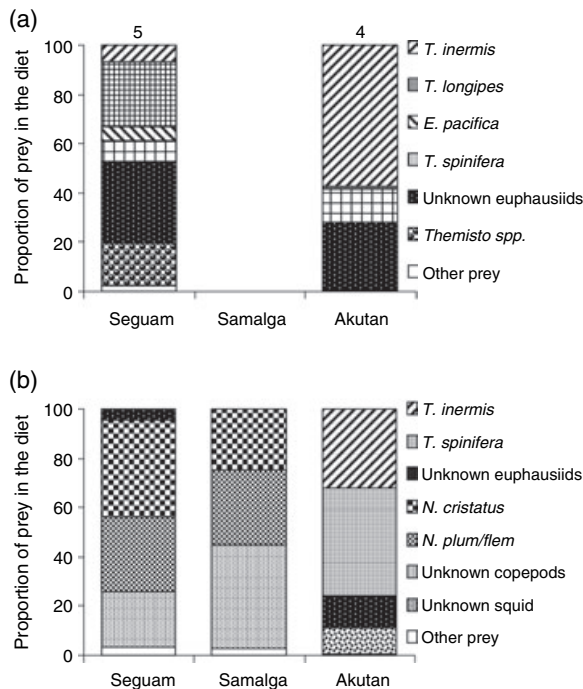 (a)
5
4
Proportion of prey in the diet
100
80
60
40
20
0
Seguam
Samalga
Akutan
T. inermis
T. longipes
E. pacifica
T. spinifera
Unknown euphausiids
Themisto spp.
Other prey
(b)
Proportion of prey in the diet
100
80
60
40
20
0
Seguam
Samalga
Akutan
T. inermis
T. spinifera
Unknown euphausiids
N. cristatus
N. plum/flem
Unknown copepods
Unknown squid
Other prey